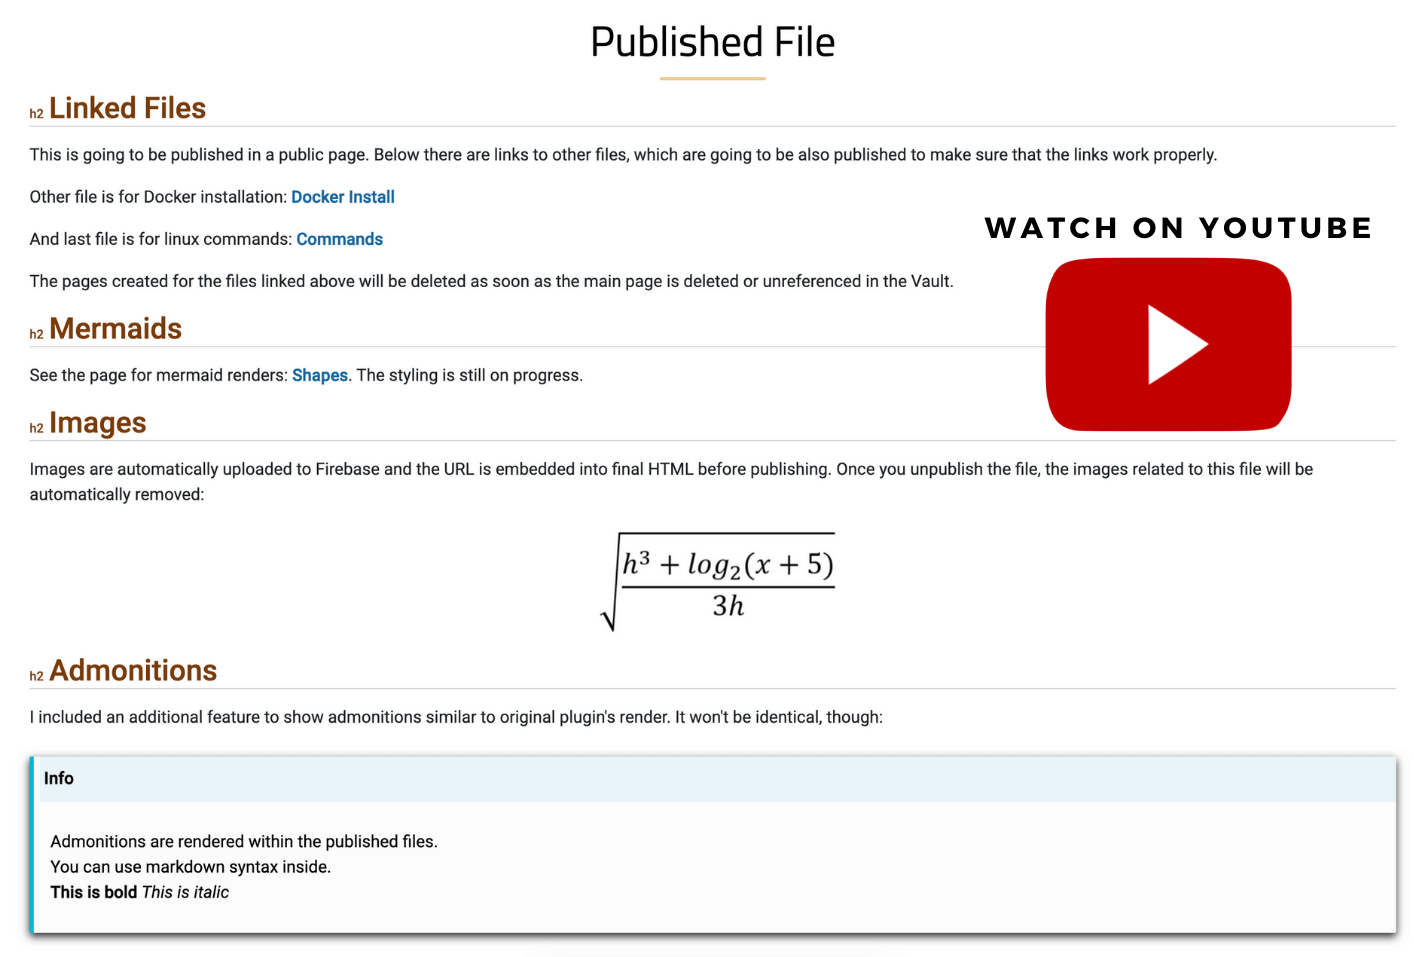 Published File
h2 Linked Files
This is going to be published in a public page. Below there are links to other files, which are going to be also published to make sure that the links work properly.
Other file is for Docker installation: Docker Install
And last file is for linux commands: Commands
The pages created for the files linked above will be deleted as soon as the main page is deleted or unreferenced in the Vault.
WATCH ON YOUTUBE
h2 Mermaids
See the page for mermaid renders: Shapes. The styling is still on progress.
h2 Images
Images are automatically uploaded to Firebase and the URL is embedded into final HTML before publishing. Once you unpublish the file, the images related to this file will be
automatically removed:
√
h³ + log₂(x + 5)
3h
h2 Admonitions
I included an additional feature to show admonitions similar to original plugin's render. It won't be identical, though:
Info
Admonitions are rendered within the published files.
You can use markdown syntax inside.
This is bold This is italic